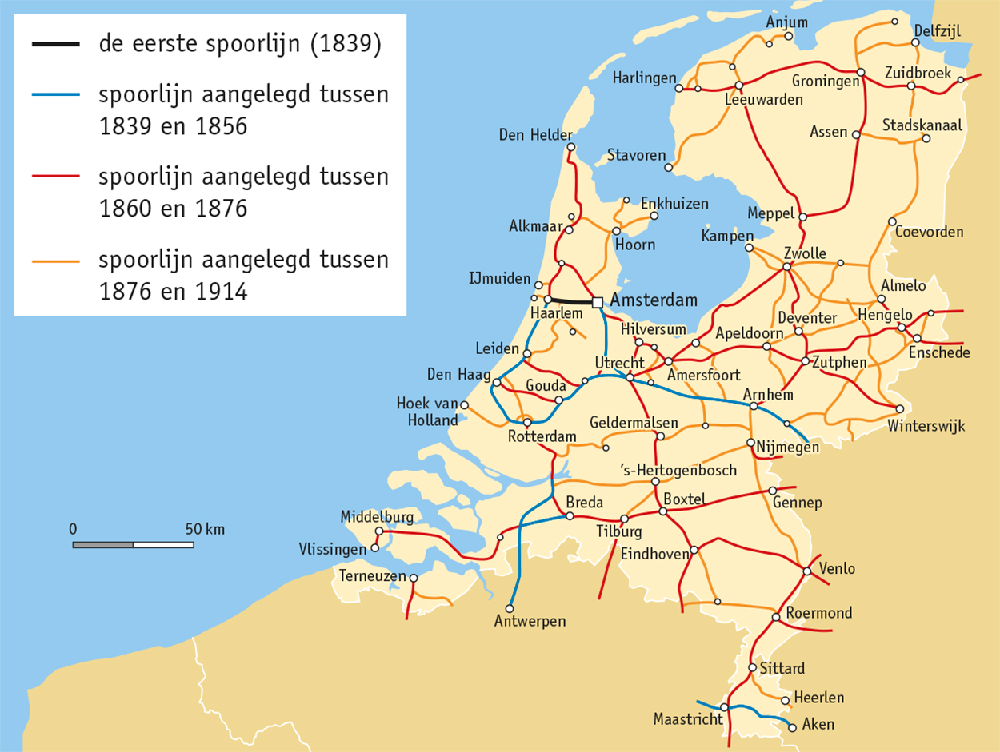 de eerste spoorlijn (1839)
spoorlijn aangelegd tussen
1839 en 1856
spoorlijn aangelegd tussen
1860 en 1876
spoorlijn aangelegd tussen
1876 en 1914
Anjum
Delfzijl
Harlingen
Groningen
Zuidbroek
Leeuwarden
Assen
Stadskanaal
Den Helder
Stavoren
Enkhuizen
Meppel
Alkmaar
Kampen
Coevorden
Hoorn
Zwolle
IJmuiden
Almelo
Amsterdam
Haarlem
Deventer
Hengelo
Hilversum
Apeldoorn
Leiden
Enschede
Utrecht
Zutphen
Den Haag
Amersfoort
Gouda
Arnhem
Hoek van
Holland
Geldermalsen
Winterswijk
Rotterdam
Nijmegen
's-Hertogenbosch
Breda
Boxtel
Gennep
Middelburg
0 50 km
Tilburg
Vlissingen
Eindhoven
Terneuzen
Venlo
Antwerpen
Roermond
Sittard
Heerlen
Maastricht
Aken